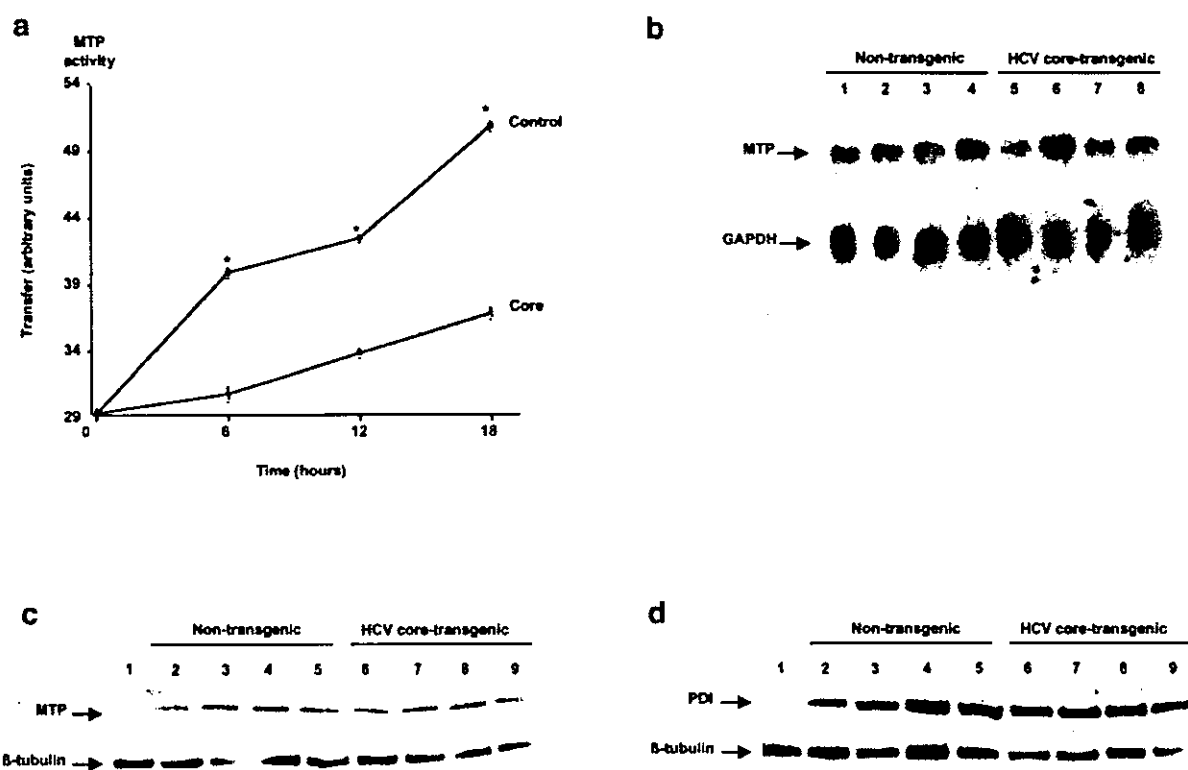 a
MTP
activity
54
49
44
39
34
29
Transfer (arbitrary units)
* * *
Control
Core
0 6 12 18
Time (hours)
b
Non-transgenic HCV core-transgenic
1 2 3 4 5 6 7 8
MTP
GAPDH
c
Non-transgenic HCV core-transgenic
1 2 3 4 5 6 7 8 9
MTP
ß-tubulin
d
Non-transgenic HCV core-transgenic
1 2 3 4 5 6 7 8 9
PDI
ß-tubulin